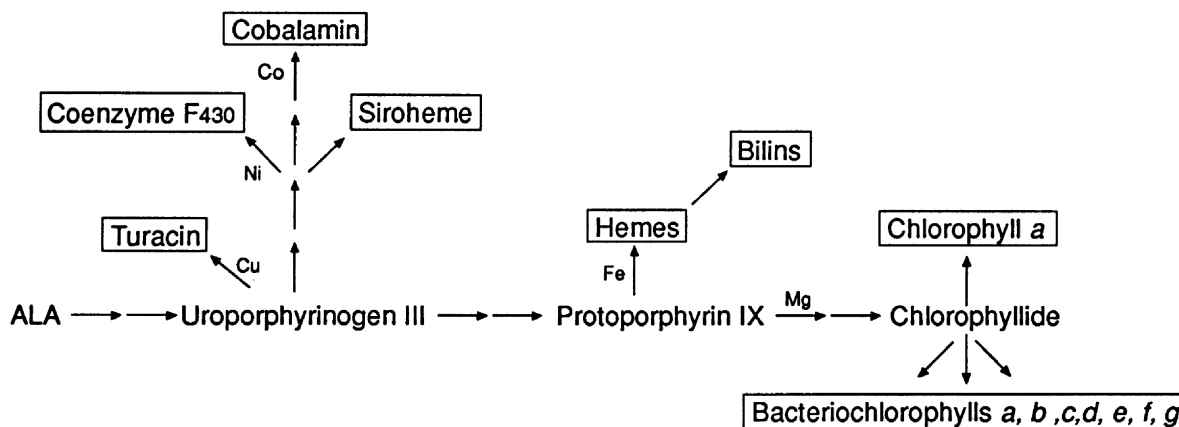 Cobalamin
Co
Coenzyme F430
Siroheme
Ni
Bilins
Turacin
Cu
Hemes
Fe
Chlorophyll a
ALA Uroporphyrinogen III Protoporphyrin IX Mg Chlorophyllide
Bacteriochlorophylls a, b ,c,d, e, f, g